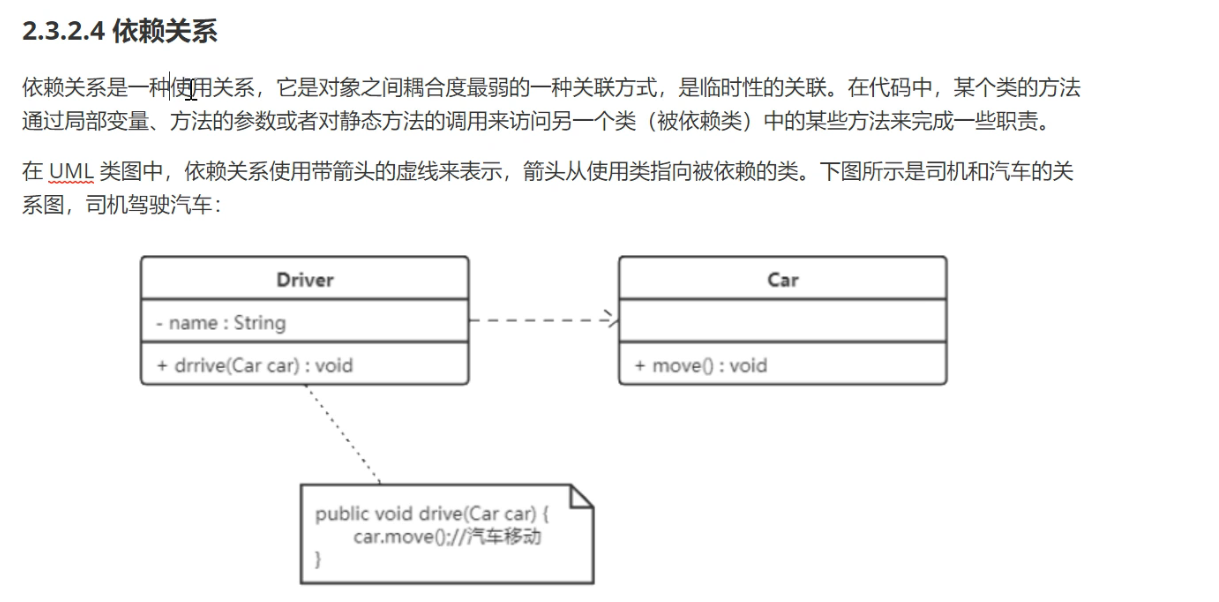 2.3.2.4 依赖关系
依赖关系是一种使用关系，它是对象之间耦合度最弱的一种关联方式，是临时性的关联。在代码中，某个类的方法
通过局部变量、方法的参数或者对静态方法的调用来访问另一个类（被依赖类）中的某些方法来完成一些职责。
在 UML 类图中，依赖关系使用带箭头的虚线来表示，箭头从使用类指向被依赖的类。下图所示是司机和汽车的关
系图，司机驾驶汽车：
Driver
- name : String
+ drrive(Car car) : void
Car
+ move() : void
public void drive(Car car) {
car.move();//汽车移动
}